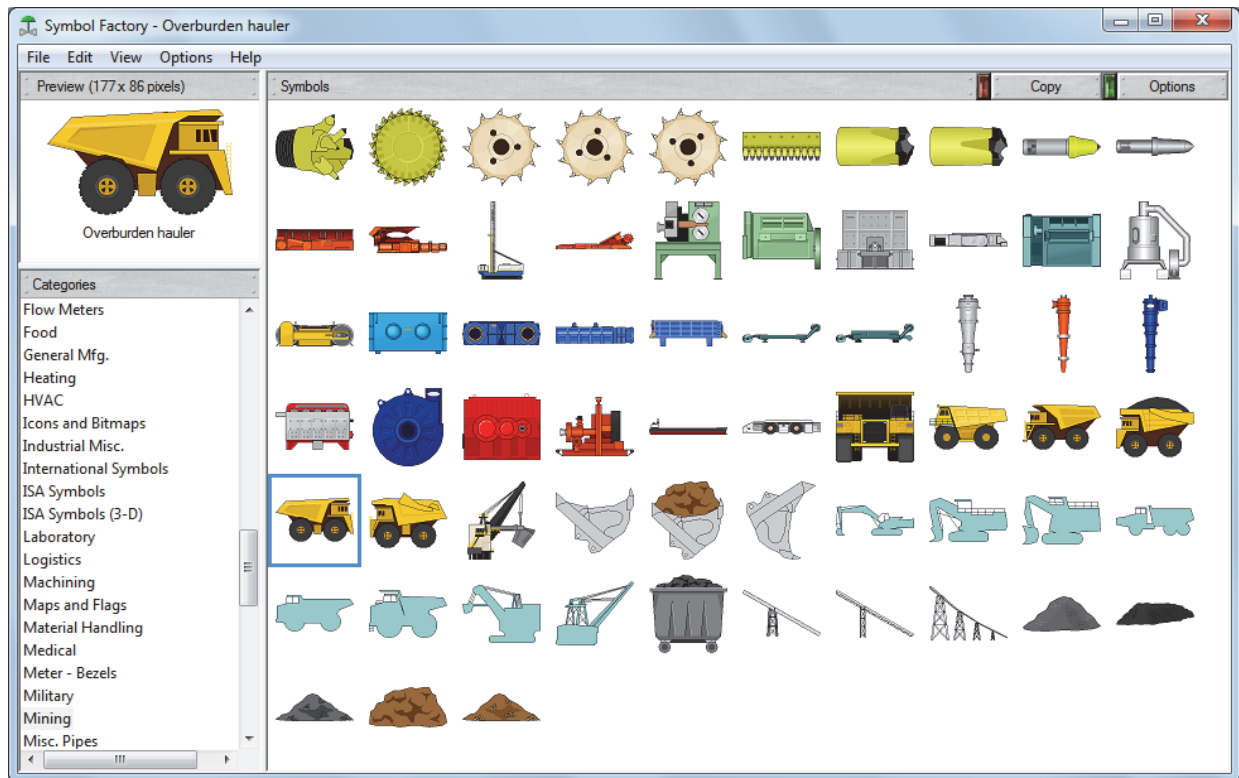 Symbol Factory - Overburden hauler
File Edit View Options Help
Preview (177 x 86 pixels)
Overburden hauler
Categories
Flow Meters
Food
General Mfg.
Heating
HVAC
Icons and Bitmaps
Industrial Misc.
International Symbols
ISA Symbols
ISA Symbols (3-D)
Laboratory
Logistics
Machining
Maps and Flags
Material Handling
Medical
Meter - Bezels
Military
Mining
Misc. Pipes
Symbols
Copy
Options